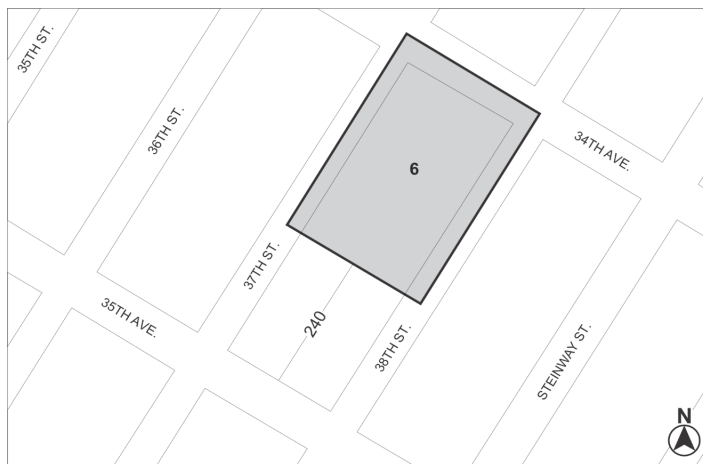 35TH ST.
36TH ST.
6
34TH AVE.
37TH ST.
35TH AVE.
240
38TH ST.
STEINWAY ST.
N